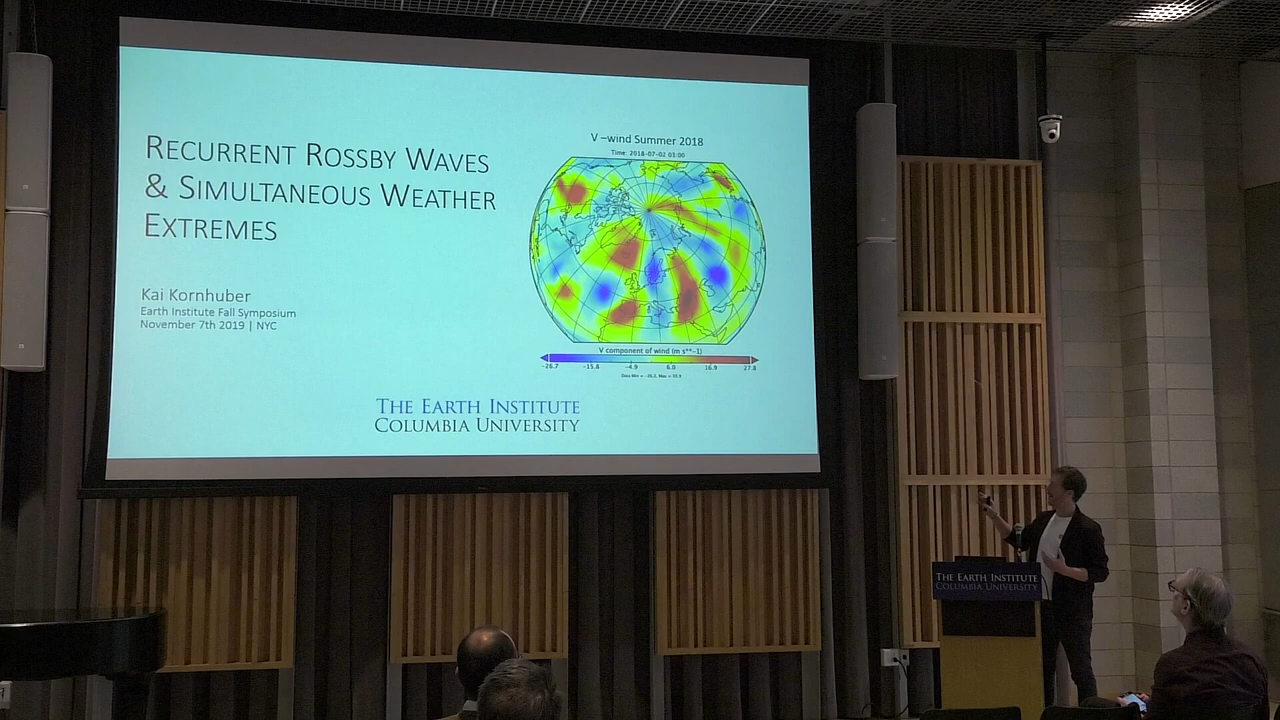 RECURRENT ROSSBY WAVES
& SIMULTANEOUS WEATHER
EXTREMES
Kai Kornhuber
Earth Institute Fall Symposium
November 7th 2019 | NYC
V –wind Summer 2018
Time: 2018-07-02 01:00
V component of wind (m s**-1)
-26.7 -15.8 -4.9 6.0 16.9 27.8
THE EARTH INSTITUTE
COLUMBIA UNIVERSITY
THE EARTH INSTITUTE
COLUMBIA UNIVERSITY